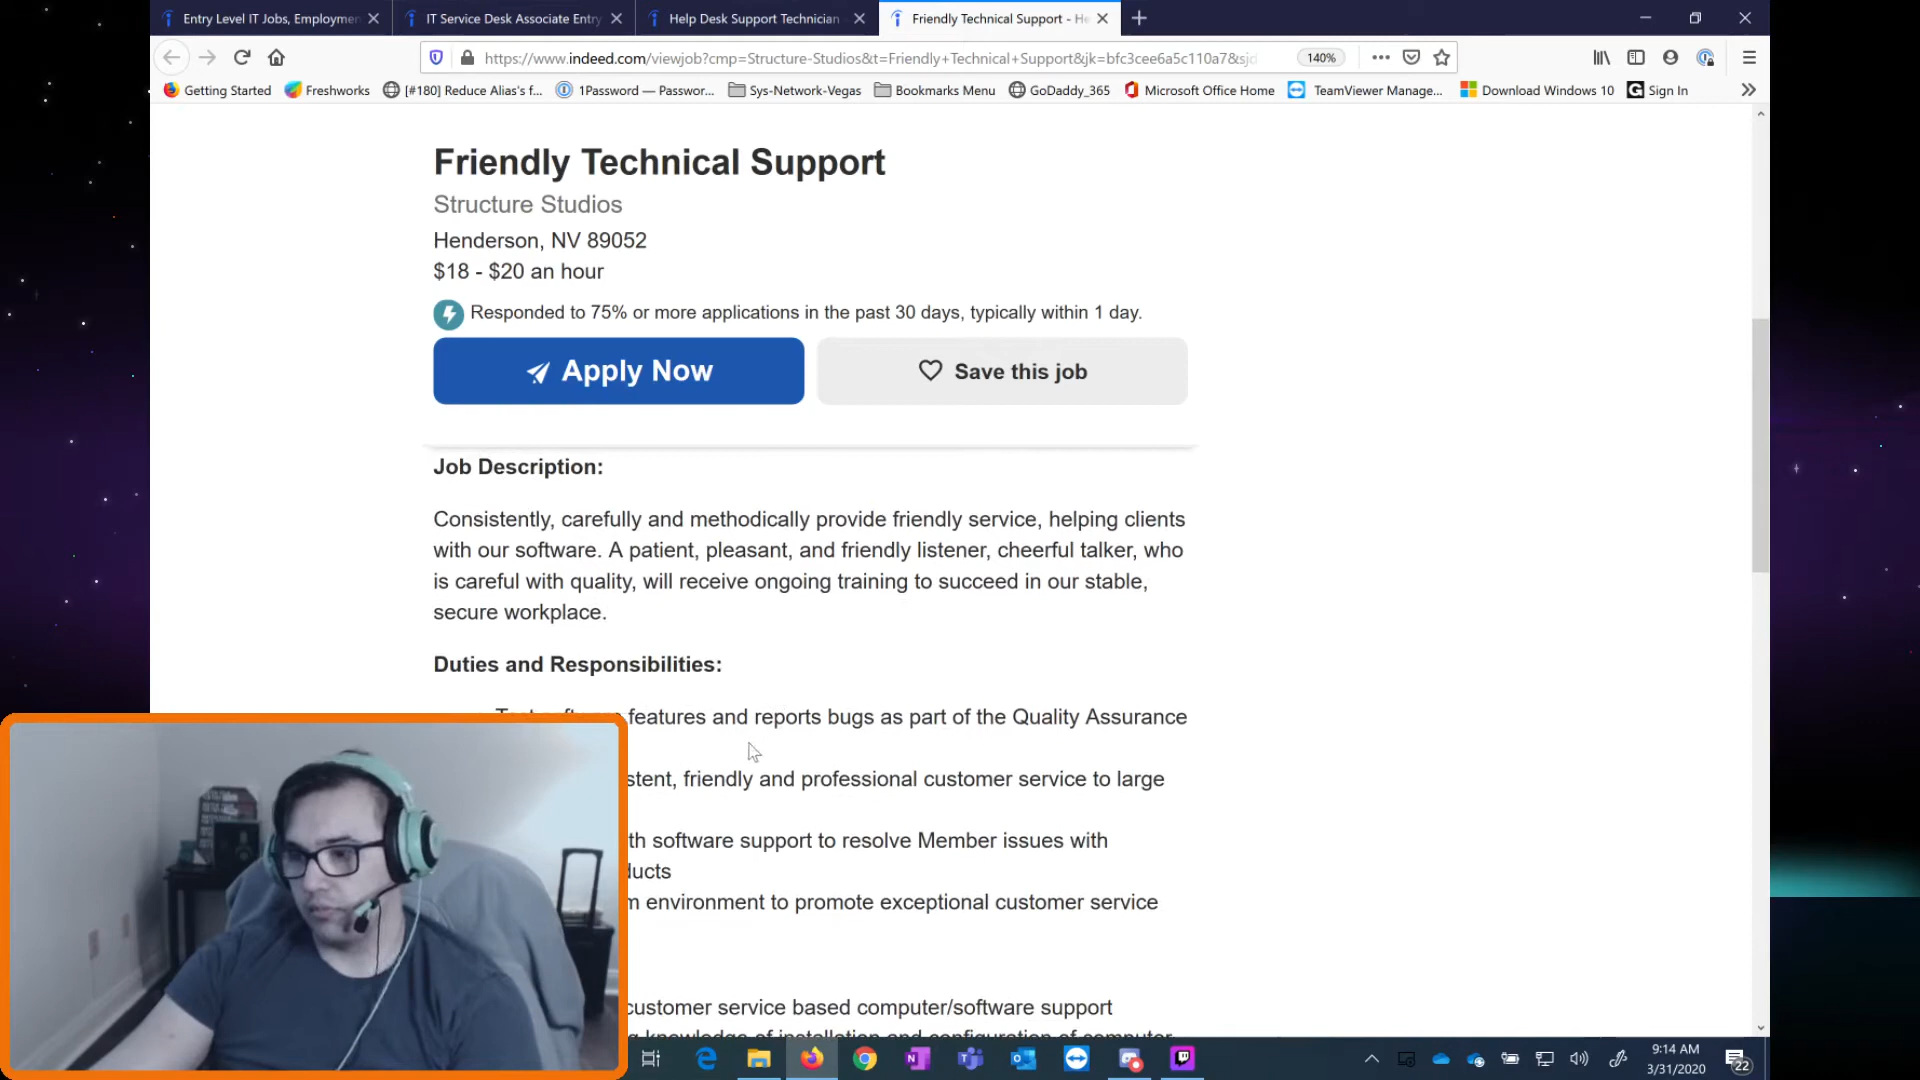 Entry Level IT Jobs, Employmen
IT Service Desk Associate Entry
Help Desk Support Technician
Friendly Technical Support - He
https://www.indeed.com/viewjob?cmp=Structure-Studios&t=Friendly+Technical+Support&jk=bfc3cee6a5c110a7&sjd
140%
Getting Started
Freshworks
[#180] Reduce Alias's f...
1Password — Passwor...
Sys-Network-Vegas
Bookmarks Menu
GoDaddy_365
Microsoft Office Home
TeamViewer Manage...
Download Windows 10
Sign In
Friendly Technical Support
Structure Studios
Henderson, NV 89052
$18 - $20 an hour
Responded to 75% or more applications in the past 30 days, typically within 1 day.
Apply Now
Save this job
Job Description:
Consistently, carefully and methodically provide friendly service, helping clients
with our software. A patient, pleasant, and friendly listener, cheerful talker, who
is careful with quality, will receive ongoing training to succeed in our stable,
secure workplace.
Duties and Responsibilities:
features and reports bugs as part of the Quality Assurance
stent, friendly and professional customer service to large
th software support to resolve Member issues with
ducts
m environment to promote exceptional customer service
customer service based computer/software support
knowledge of installation and configuration of computer
9:14 AM
3/31/2020
22